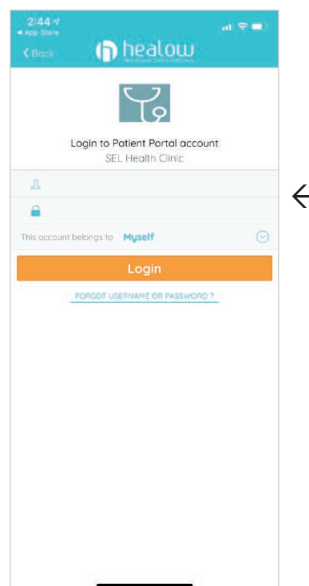 2:44
App Store
Back
healow
Login to Patient Portal account
SEL Health Clinic
This account belongs to Myself
Login
FORGOT USERNAME OR PASSWORD ?